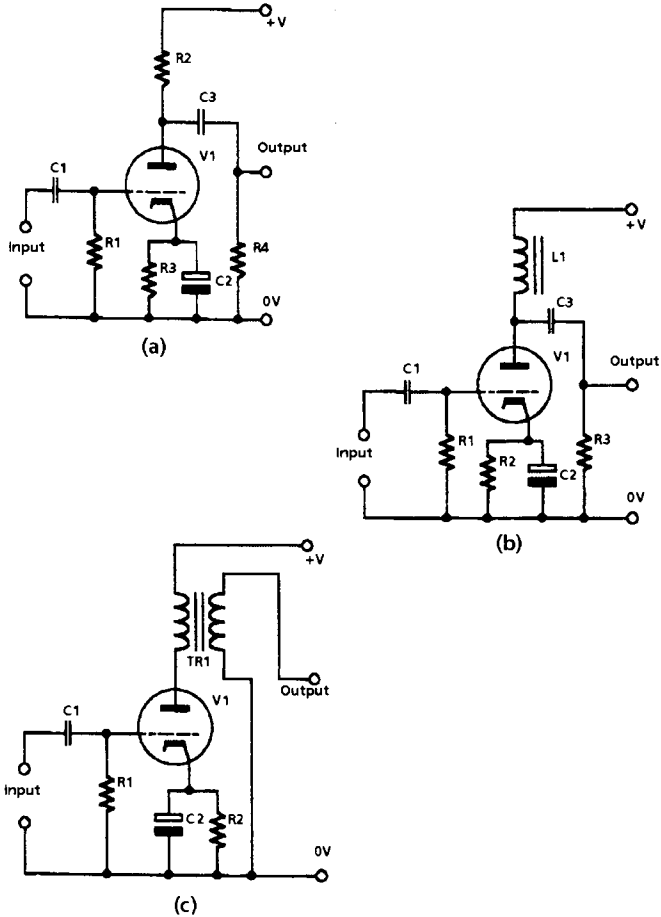 +V
R2
C3
Output
V1
C1
Input
R1
R3
C2
R4
0V
(a)
+V
L1
C3
V1
Output
C1
Input
R1
R2
C2
R3
0V
(b)
+V
TR1
Output
V1
C1
Input
R1
C2
R2
0V
(c)